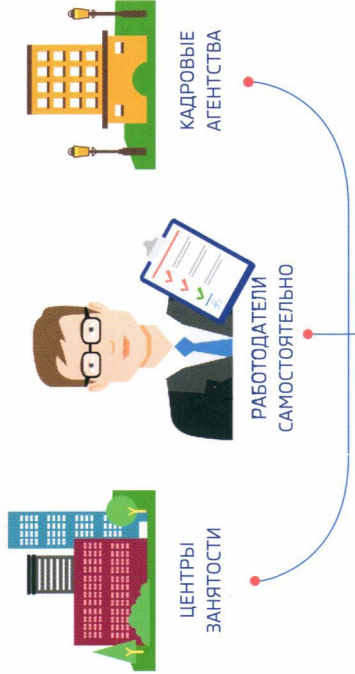 ЦЕНТРЫ
ЗАНЯТОСТИ
РАБОТОДАТЕЛИ
САМОСТОЯТЕЛЬНО
КАДРОВЫЕ
АГЕНТСТВА